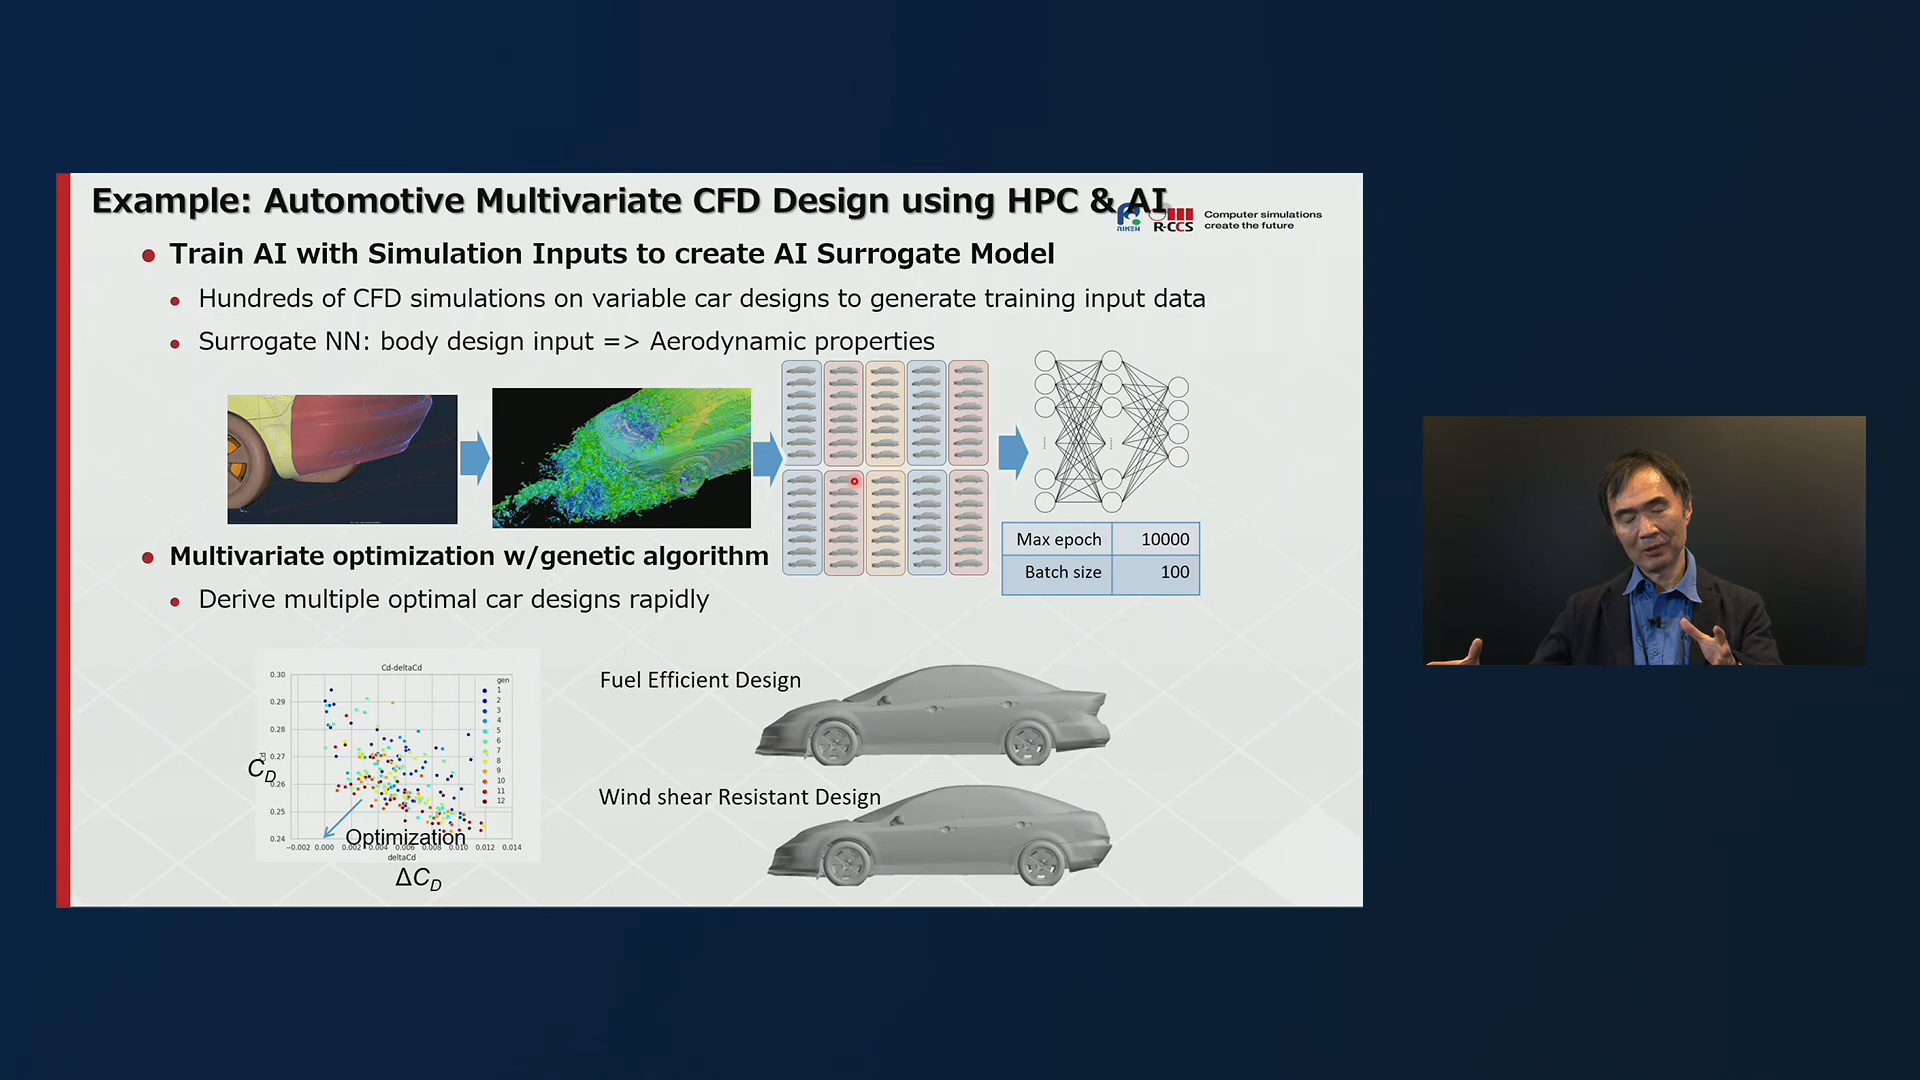 Example: Automotive Multivariate CFD Design using HPC & AI
RIKEN
R-CCS
Computer simulations
create the future
Train AI with Simulation Inputs to create AI Surrogate Model
Hundreds of CFD simulations on variable car designs to generate training input data
Surrogate NN: body design input => Aerodynamic properties
Max epoch 10000
Batch size 100
Multivariate optimization w/genetic algorithm
Derive multiple optimal car designs rapidly
Cd-deltaCd
0.30
0.29
0.28
0.27
0.26
0.25
0.24
Cd
CD
gen
1
2
3
4
5
6
7
8
9
10
11
12
Optimization
−0.002 0.000 0.002 0.004 0.006 0.008 0.010 0.012 0.014
deltaCd
ΔCD
Fuel Efficient Design
Wind shear Resistant Design